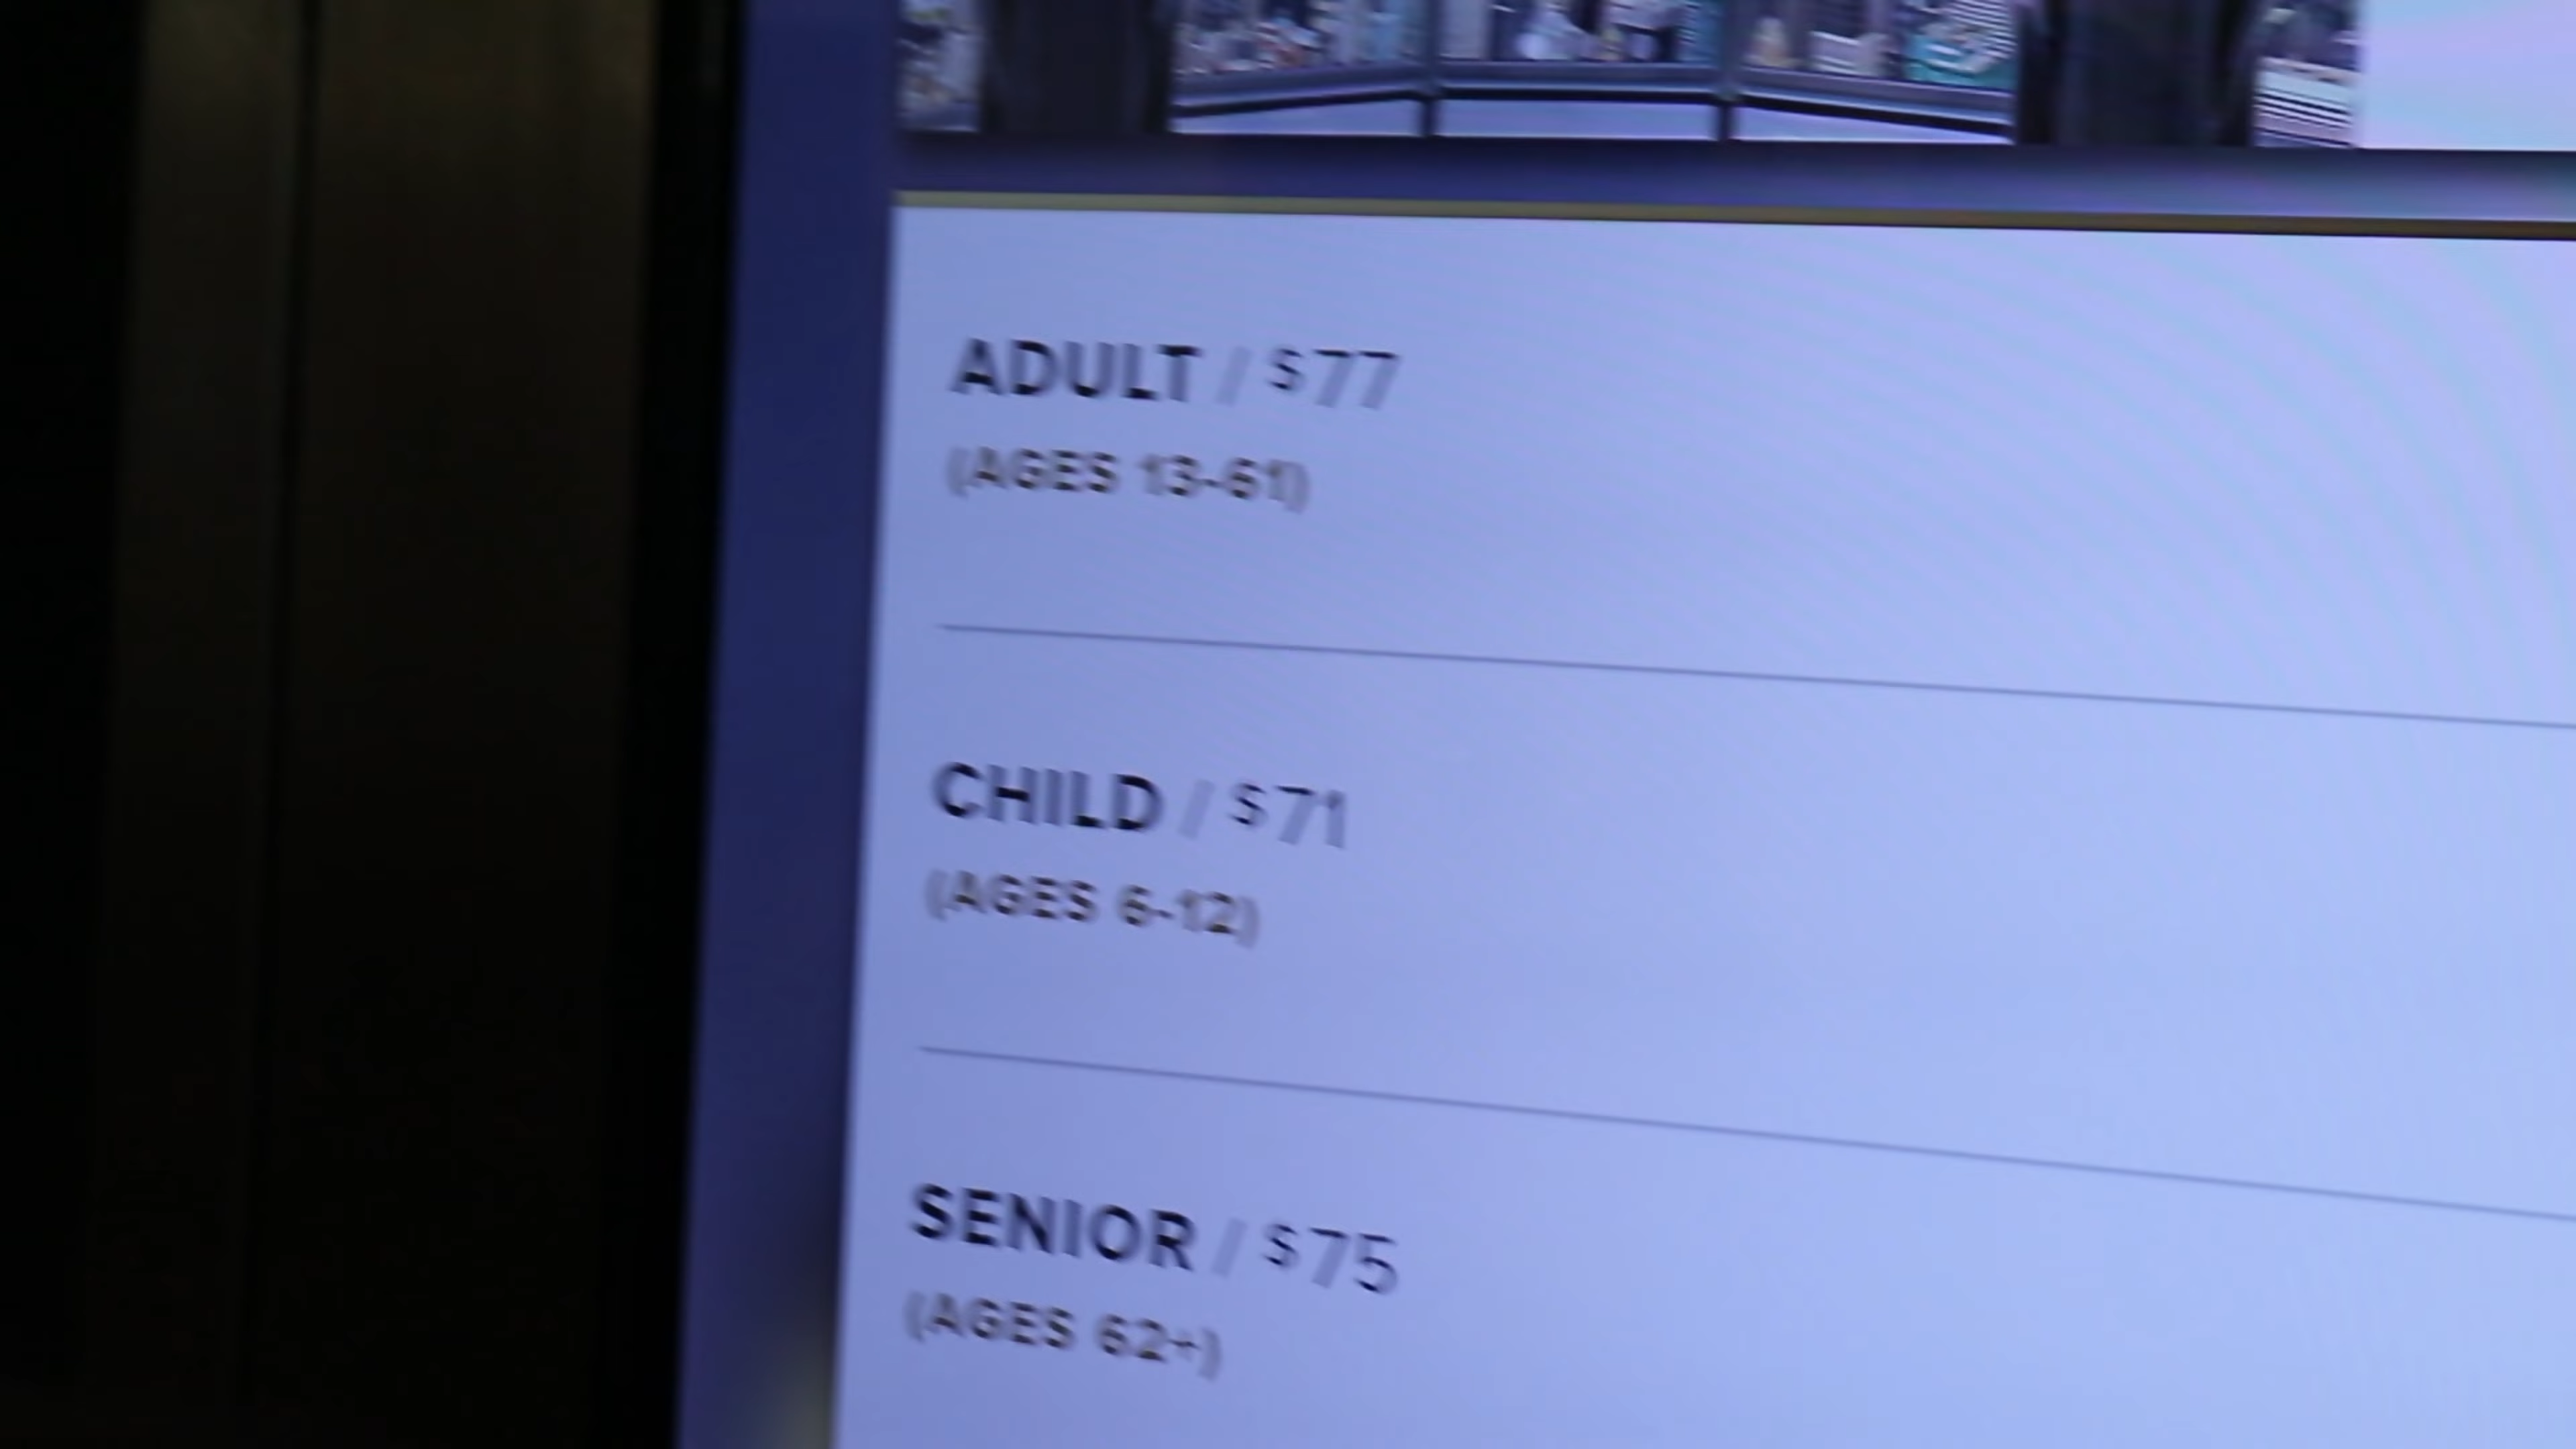 ADULT / $77
(AGES 13-61)
CHILD / $71
(AGES 6-12)
SENIOR / $75
(AGES 62+)